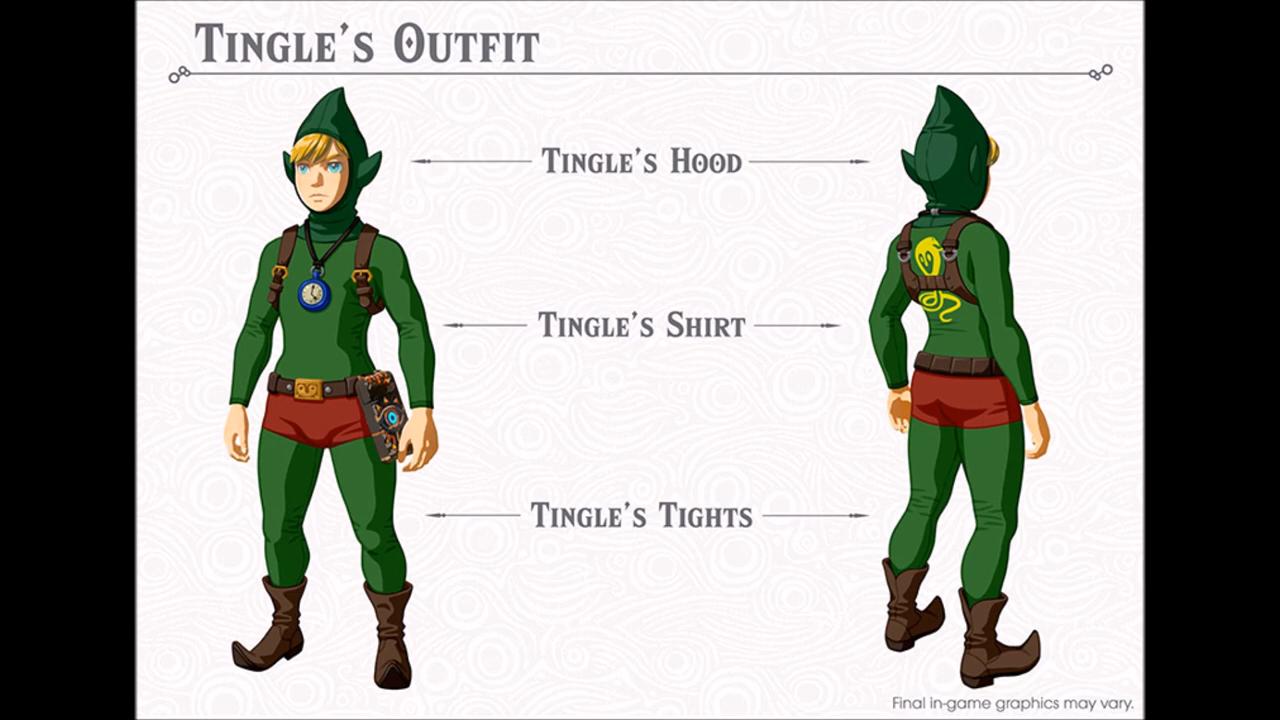 Tingle's Outfit
Tingle's Hood
Tingle's Shirt
Tingle's Tights
Final in-game graphics may vary.